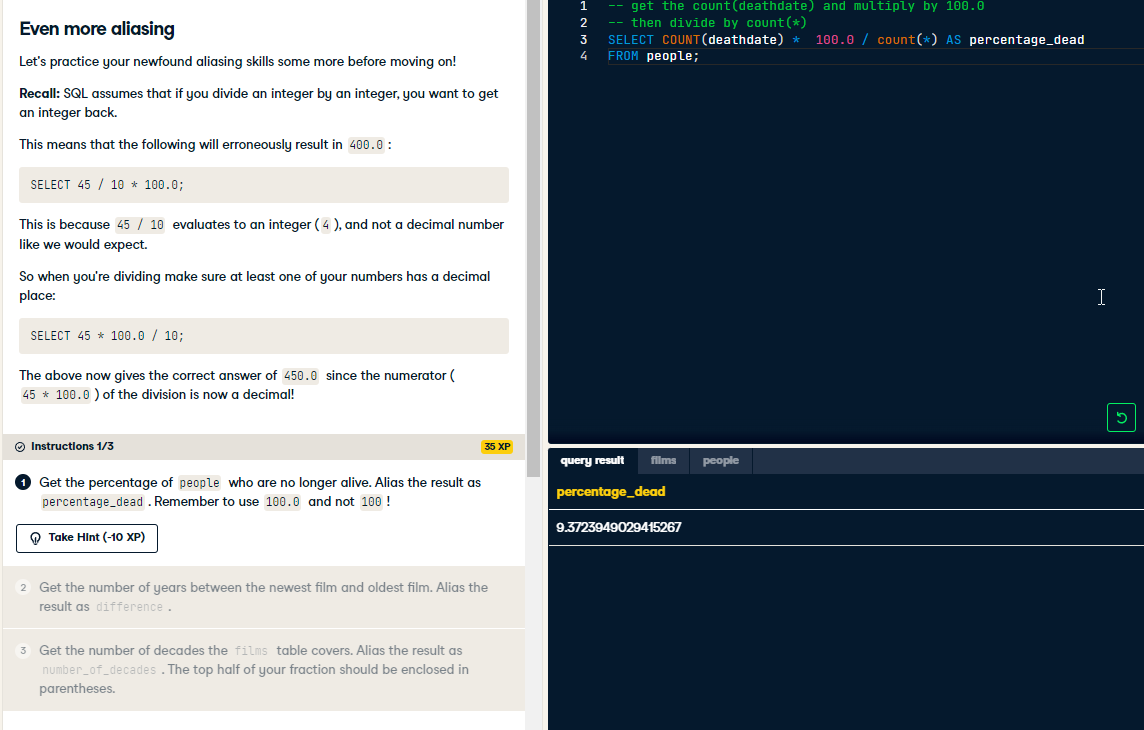 Even more aliasing
Let's practice your newfound aliasing skills some more before moving on!
Recall: SQL assumes that if you divide an integer by an integer, you want to get
an integer back.
This means that the following will erroneously result in 400.0 :
SELECT 45 / 10 * 100.0;
This is because 45 / 10 evaluates to an integer ( 4 ), and not a decimal number
like we would expect.
So when you're dividing make sure at least one of your numbers has a decimal
place:
SELECT 45 * 100.0 / 10;
The above now gives the correct answer of 450.0 since the numerator (
45 * 100.0 ) of the division is now a decimal!
Instructions 1/3
35 XP
1 Get the percentage of people who are no longer alive. Alias the result as
percentage_dead . Remember to use 100.0 and not 100 !
Take Hint (-10 XP)
2 Get the number of years between the newest film and oldest film. Alias the
result as difference .
3 Get the number of decades the films table covers. Alias the result as
number_of_decades . The top half of your fraction should be enclosed in
parentheses.
1 -- get the count(deathdate) and multiply by 100.0
2 -- then divide by count(*)
3 SELECT COUNT(deathdate) *  100.0 / count(*) AS percentage_dead
4 FROM people;
query result films people
percentage_dead
9.3723949029415267